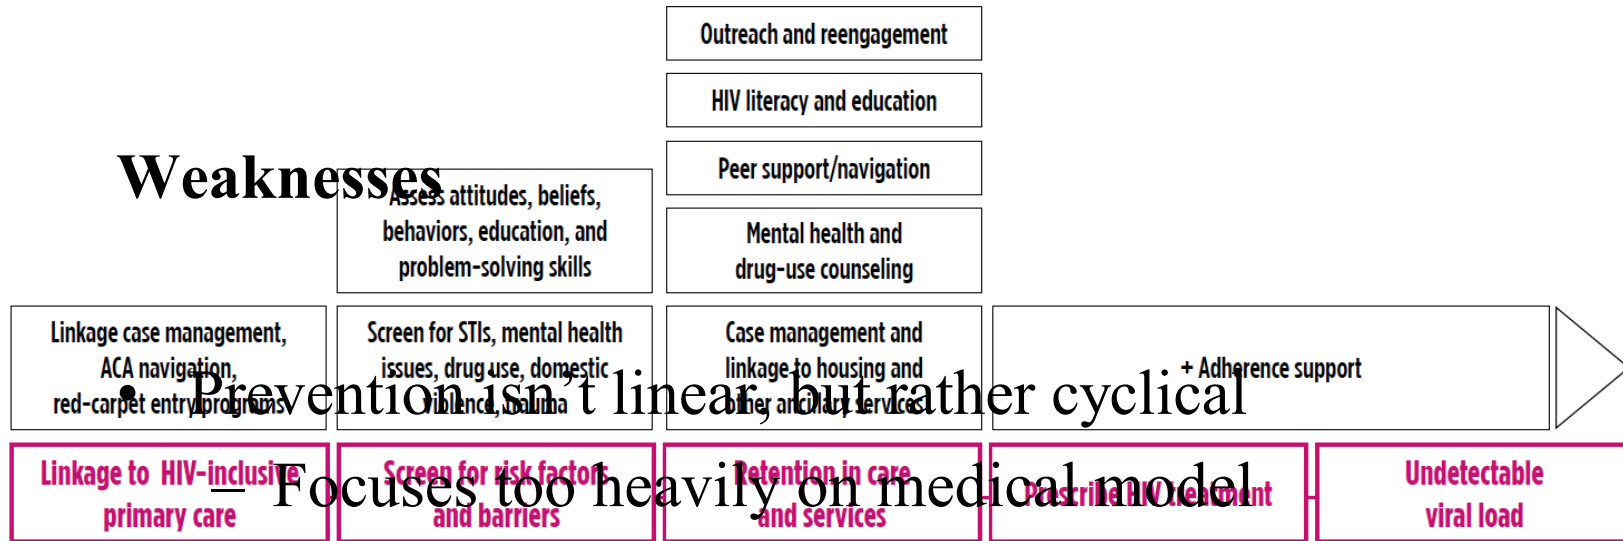 Outreach and reengagement
HIV literacy and education
Peer support/navigation
Weaknesses
Assess attitudes, beliefs,
behaviors, education, and
problem-solving skills
Mental health and
drug-use counseling
Linkage case management,
ACA navigation,
red-carpet entry programs
Screen for STIs, mental health
issues, drug use, domestic
violence, trauma
Case management and
linkage to housing and
other ancillary services
+ Adherence support
• Prevention isn’t linear, but rather cyclical
Linkage to HIV-inclusive
primary care
Screen for risk factors
and barriers
Retention in care
and services
Prescribe HIV treatment
Undetectable
viral load
– Focuses too heavily on medical model